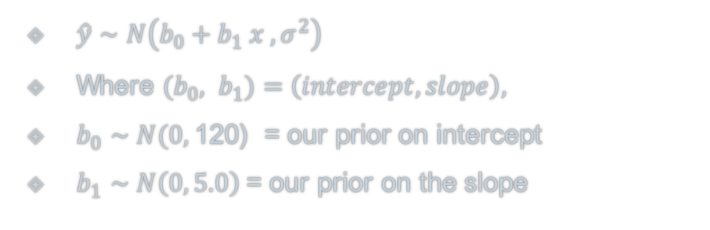 ❖ ŷ ~ N(b₀ + b₁ x , σ²)
❖ Where (b₀, b₁) = (intercept, slope),
❖ b₀ ~ N(0, 120) = our prior on intercept
❖ b₁ ~ N(0, 5.0) = our prior on the slope